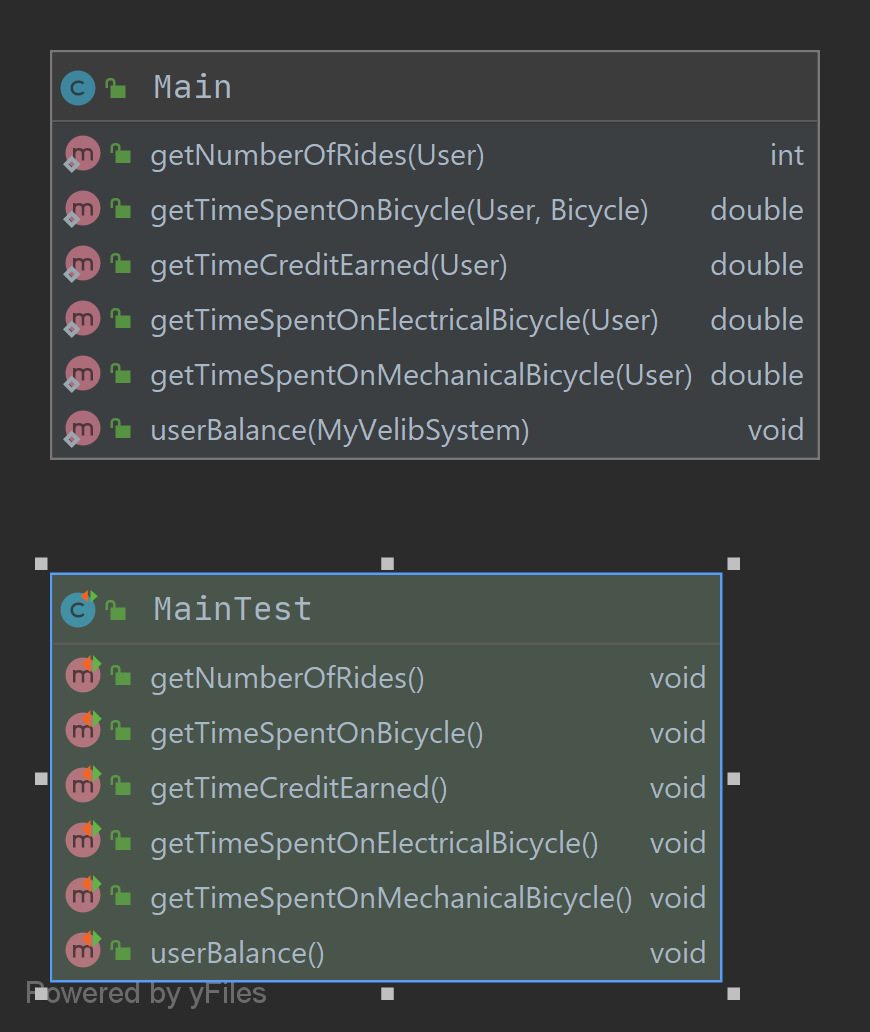 Main
getNumberOfRides(User) int
getTimeSpentOnBicycle(User, Bicycle) double
getTimeCreditEarned(User) double
getTimeSpentOnElectricalBicycle(User) double
getTimeSpentOnMechanicalBicycle(User) double
userBalance(MyVelibSystem) void
MainTest
getNumberOfRides() void
getTimeSpentOnBicycle() void
getTimeCreditEarned() void
getTimeSpentOnElectricalBicycle() void
getTimeSpentOnMechanicalBicycle() void
userBalance() void
Powered by yFiles